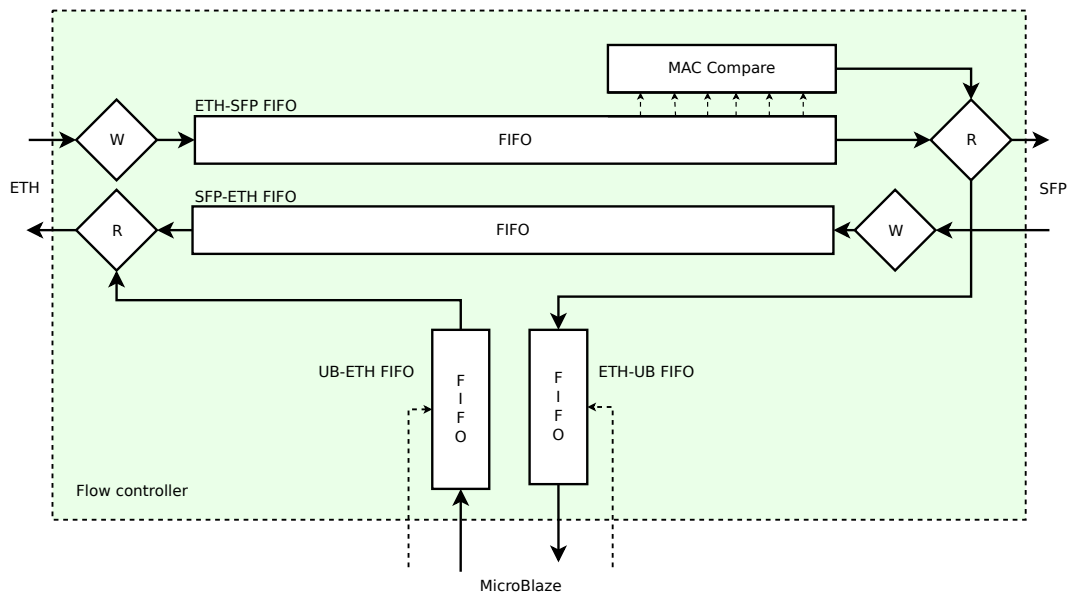 MAC Compare
ETH-SFP FIFO
W
FIFO
R
ETH
SFP
SFP-ETH FIFO
R
FIFO
W
UB-ETH FIFO
F
I
F
O
F
I
F
O
ETH-UB FIFO
Flow controller
MicroBlaze